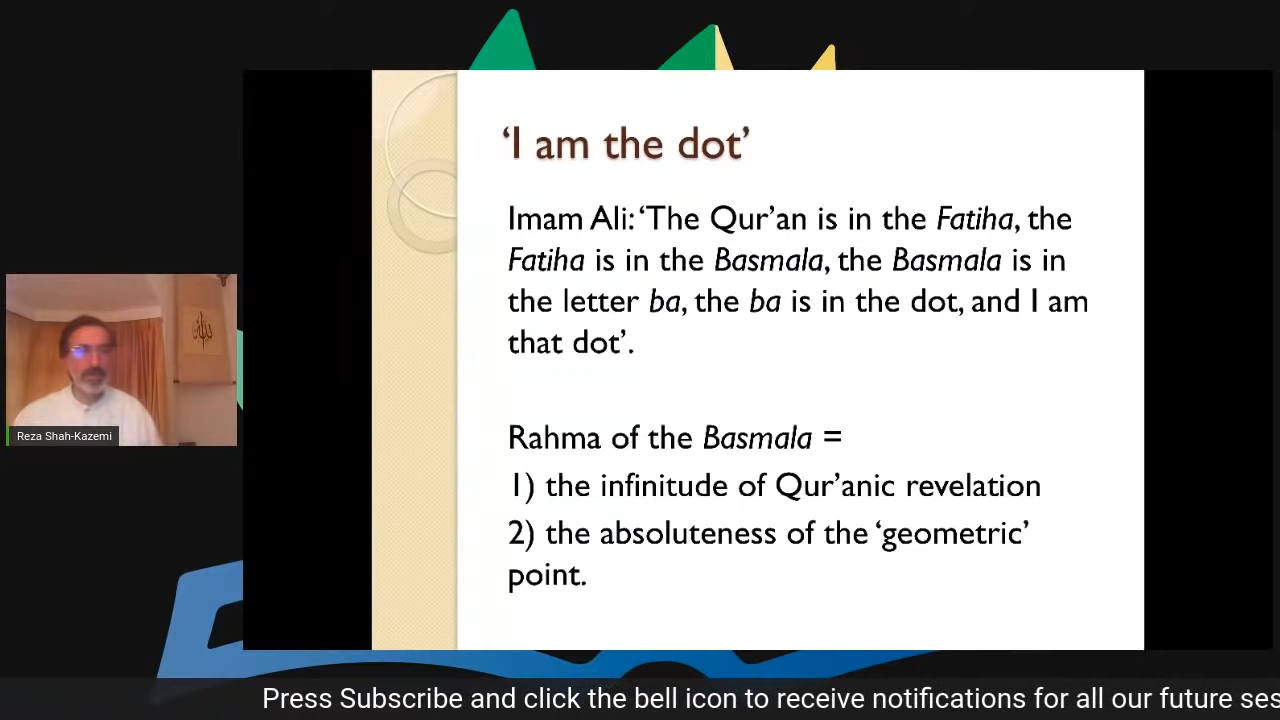 'I am the dot'
Imam Ali: 'The Qur'an is in the Fatiha, the
Fatiha is in the Basmala, the Basmala is in
the letter ba, the ba is in the dot, and I am
that dot'.
Rahma of the Basmala =
1) the infinitude of Qur'anic revelation
2) the absoluteness of the 'geometric'
point.
Reza Shah-Kazemi
Press Subscribe and click the bell icon to receive notifications for all our future ses